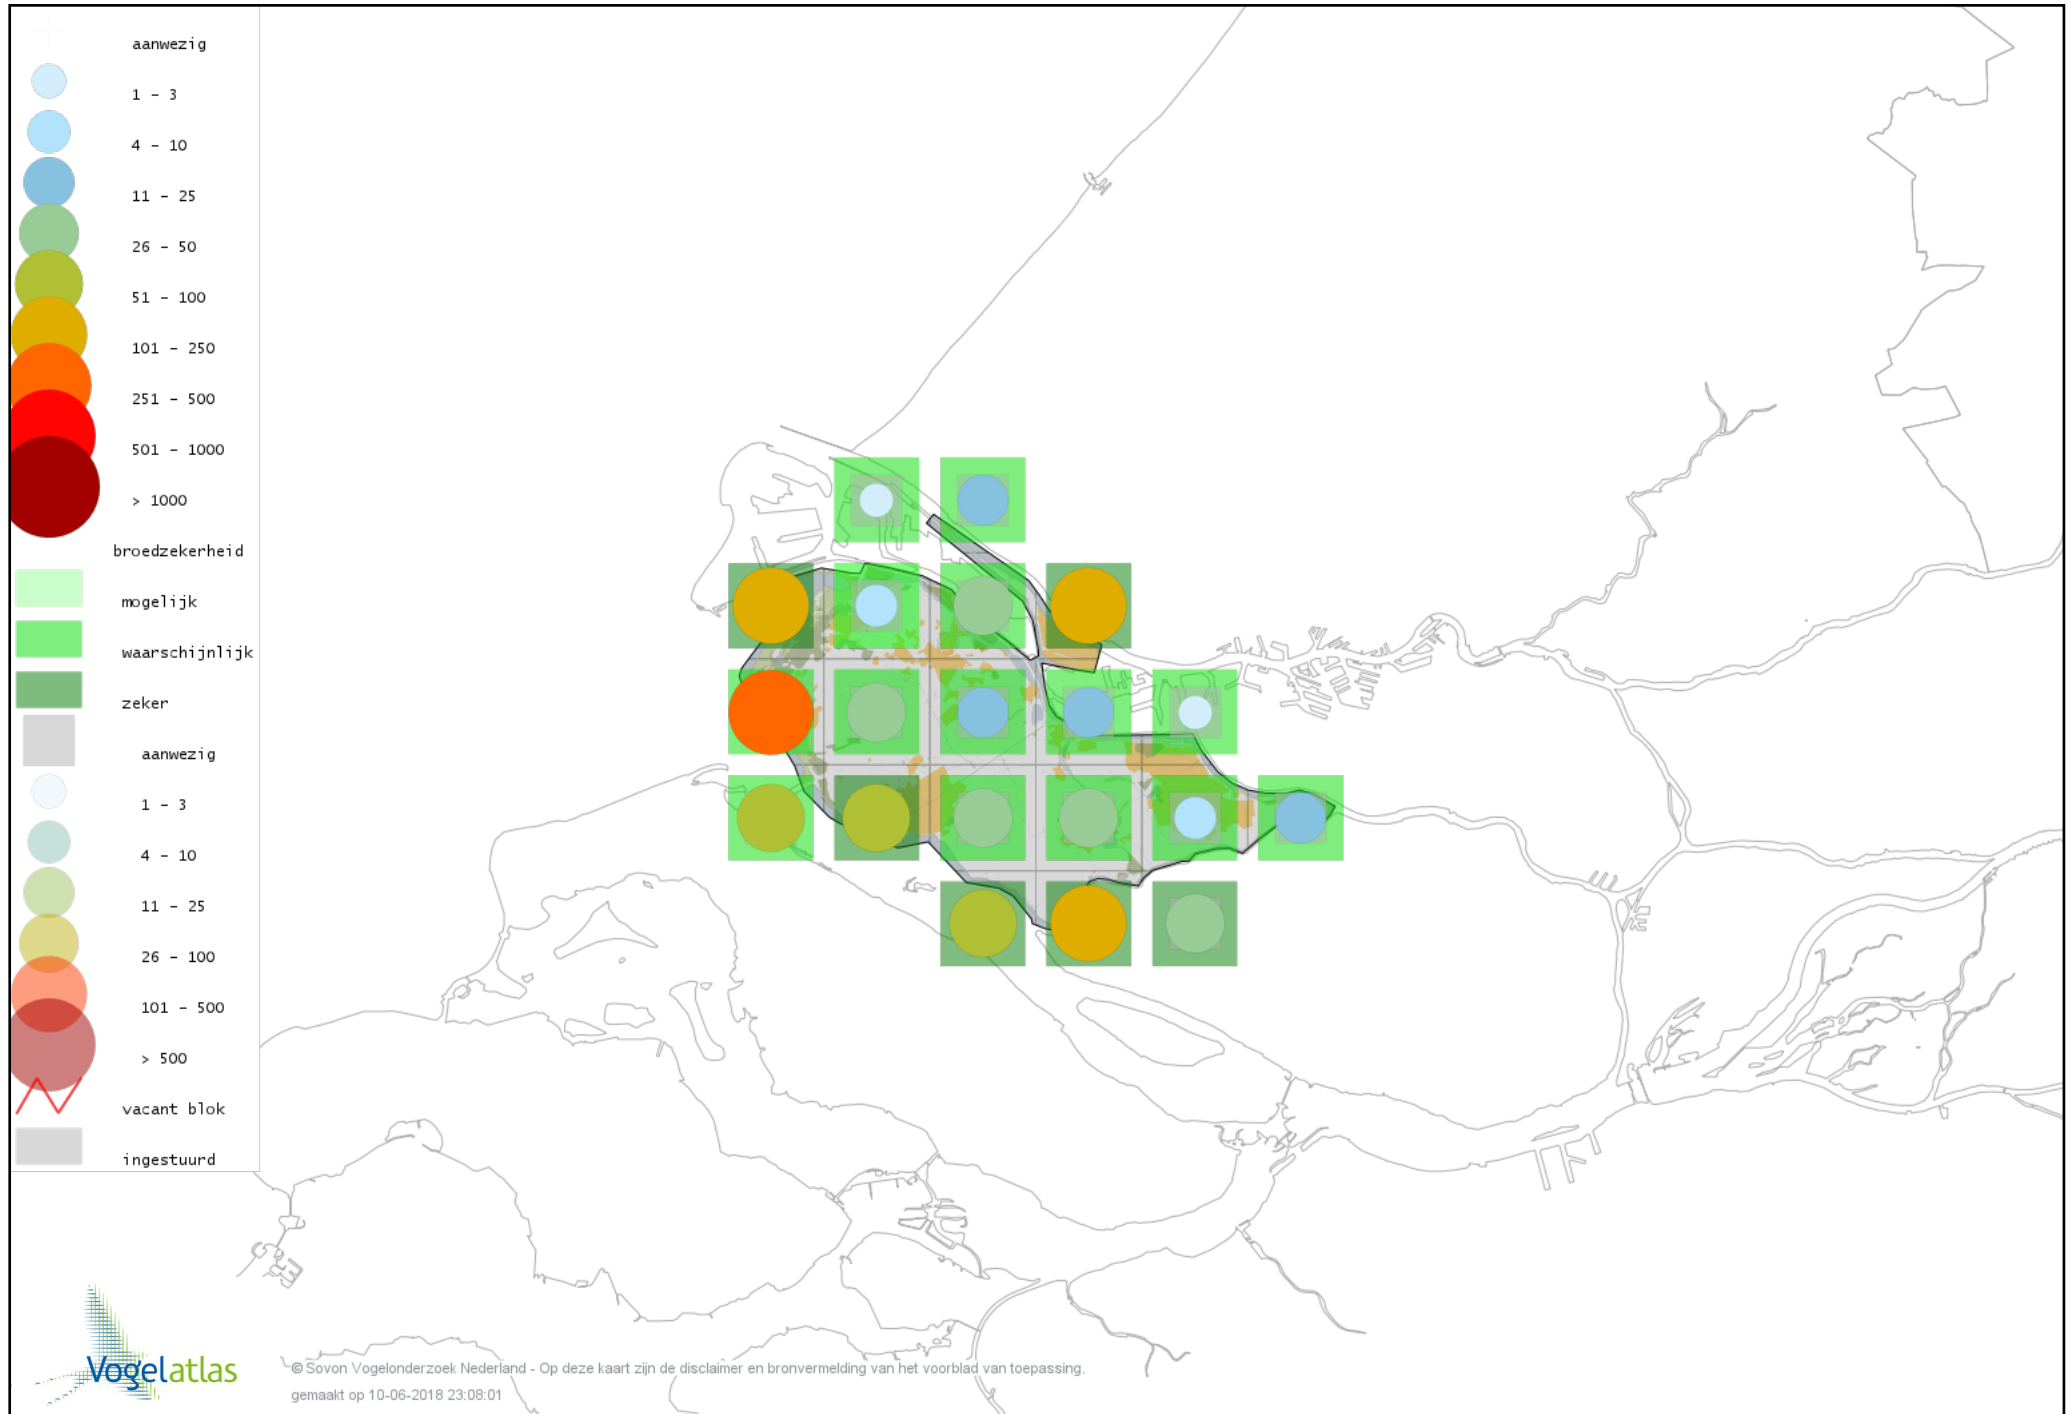 aanwezig
1 - 3
4 - 10
11 - 25
26 - 50
51 - 100
101 - 250
251 - 500
501 - 1000
> 1000
broedzekerheid
mogelijk
waarschijnlijk
zeker
aanwezig
1 - 3
4 - 10
11 - 25
26 - 100
101 - 500
> 500
vacant blok
ingestuurd
Vogelatlas
© Sovon Vogelonderzoek Nederland - Op deze kaart zijn de disclaimer en bronvermelding van het voorblad van toepassing.
gemaakt op 10-06-2018 23:08:01